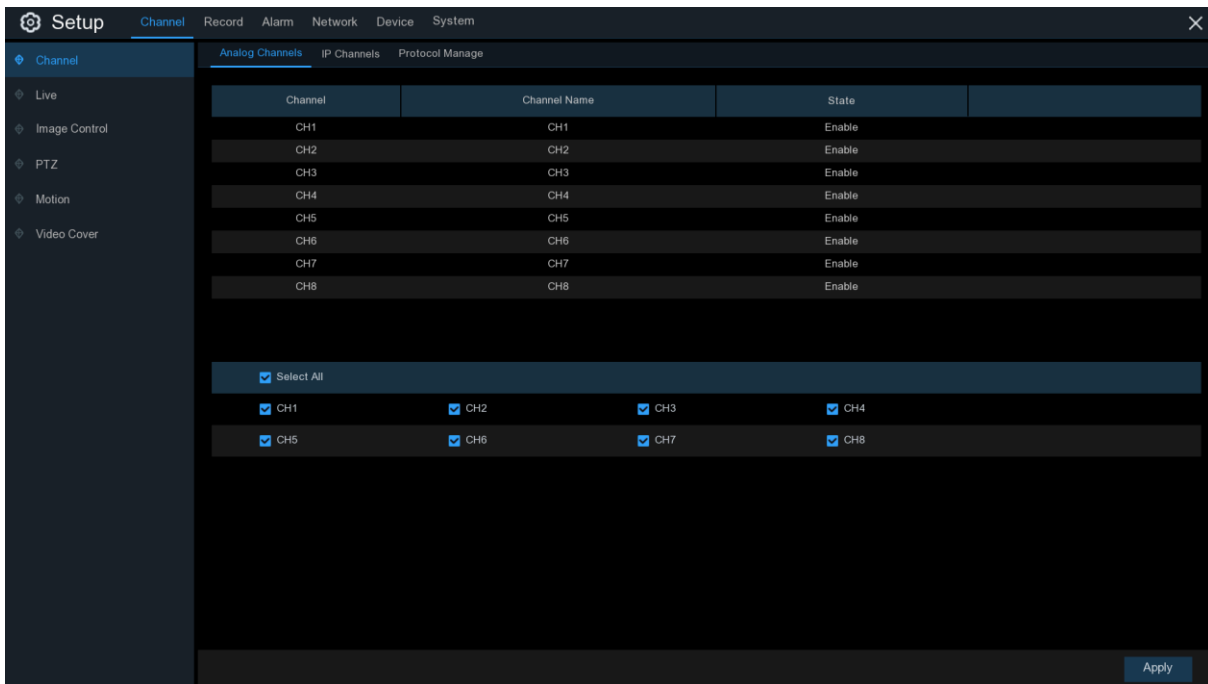 Setup Channel Record Alarm Network Device System
Channel
Live
Image Control
PTZ
Motion
Video Cover
Analog Channels IP Channels Protocol Manage
Channel Channel Name State
CH1 CH1 Enable
CH2 CH2 Enable
CH3 CH3 Enable
CH4 CH4 Enable
CH5 CH5 Enable
CH6 CH6 Enable
CH7 CH7 Enable
CH8 CH8 Enable
Select All
CH1 CH2 CH3 CH4
CH5 CH6 CH7 CH8
Apply